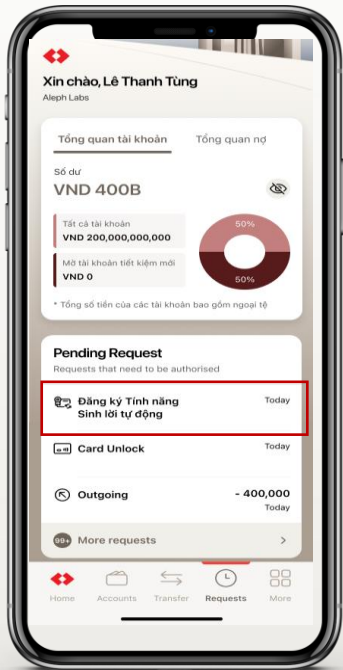 Xin chào, Lê Thanh Tùng
Aleph Labs
Tổng quan tài khoản
Tổng quan nợ
Số dư
VND 400B
Tất cả tài khoản
VND 200,000,000,000
Mở tài khoản tiết kiệm mới
VND 0
50%
50%
* Tổng số tiền của các tài khoản bao gồm ngoại tệ
Pending Request
Requests that need to be authorised
Đăng ký Tính năng
Sinh lời tự động
Today
Card Unlock
Today
Outgoing
- 400,000
Today
99+ More requests
Home
Accounts
Transfer
Requests
More